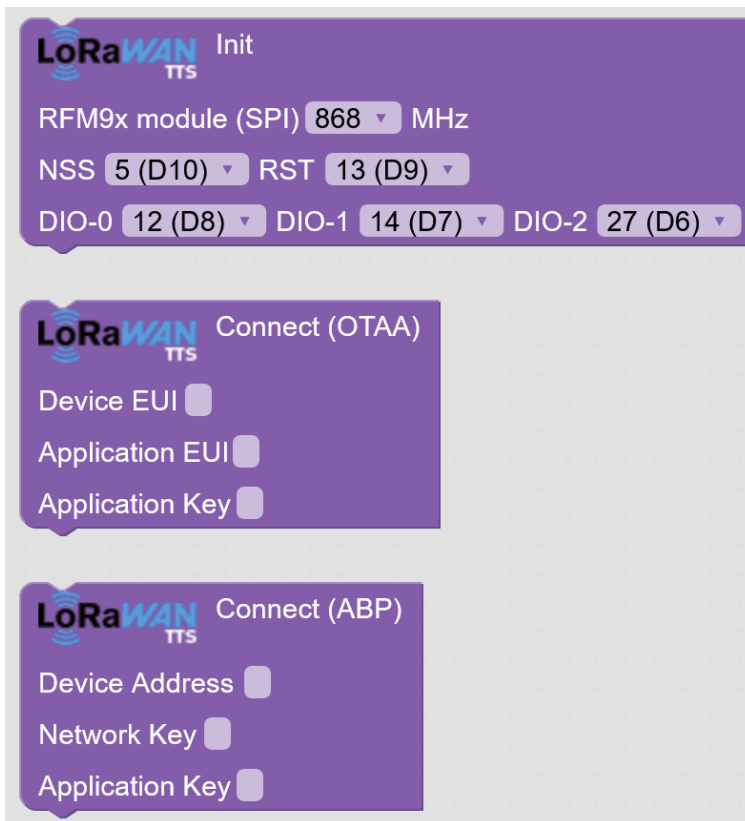 LoRaWAN TTS Init
RFM9x module (SPI) 868 MHz
NSS 5 (D10) RST 13 (D9)
DIO-0 12 (D8) DIO-1 14 (D7) DIO-2 27 (D6)
LoRaWAN TTS Connect (OTAA)
Device EUI
Application EUI
Application Key
LoRaWAN TTS Connect (ABP)
Device Address
Network Key
Application Key